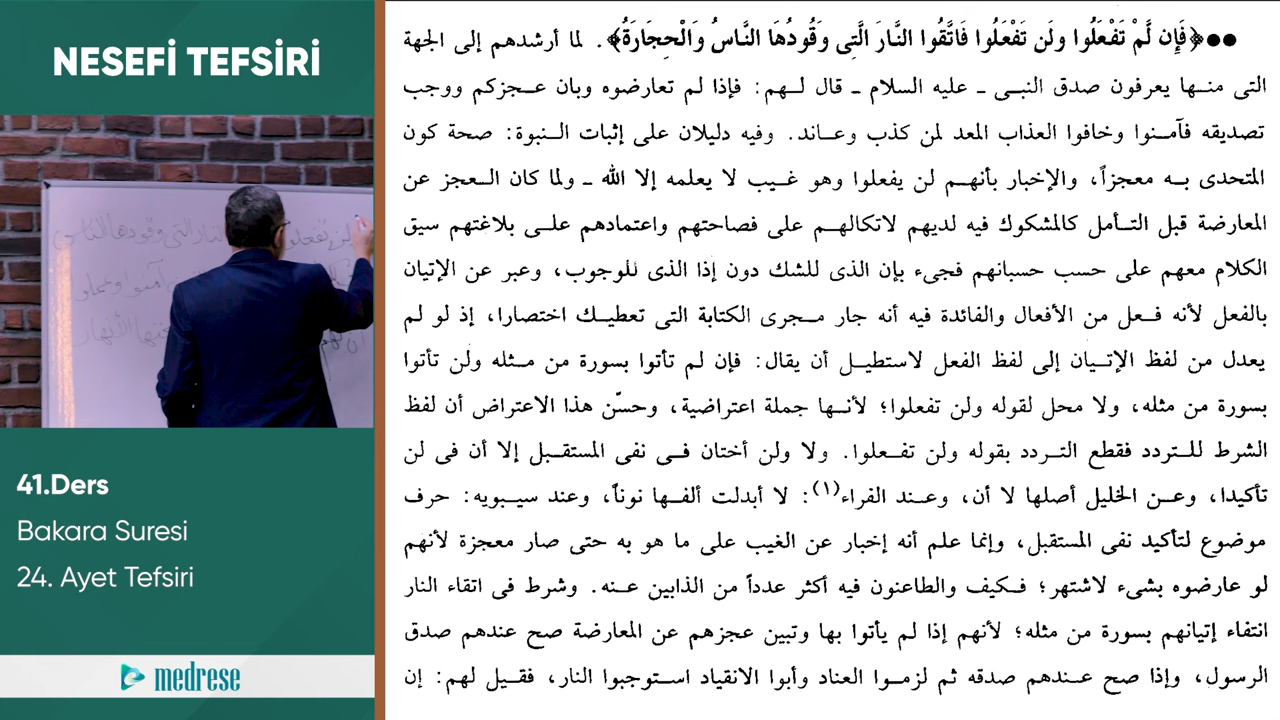 NESEFİ TEFSİRİ
41.Ders
Bakara Suresi
24. Ayet Tefsiri
medrese
●●﴿فَإِن لَّمْ تَفْعَلُوا وَلَن تَفْعَلُوا فَاتَّقُوا النَّارَ الَّتِى وَقُودُهَا النَّاسُ وَالْحِجَارَةُ﴾. لما أرشدهم إلى الجهة
التى منها يعرفون صدق النبى ـ عليه السلام ـ قال لهم: فإذا لم تعارضوه وبان عجزكم ووجب
تصديقه فآمنوا وخافوا العذاب المعد لمن كذب وعاند. وفيه دليلان على إثبات النبوة: صحة كون
المتحدى به معجزاً، والإخبار بأنهم لن يفعلوا وهو غيب لا يعلمه إلا الله ـ ولما كان العجز عن
المعارضة قبل التأمل كالمشكوك فيه لديهم لاتكالهم على فصاحتهم واعتمادهم على بلاغتهم سيق
الكلام معهم على حسب حسبانهم فجىء بإن الذى للشك دون إذا الذى للوجوب، وعبر عن الإتيان
بالفعل لأنه فعل من الأفعال والفائدة فيه أنه جار مجرى الكتابة التى تعطيك اختصارا، إذ لو لم
يعدل من لفظ الإتيان إلى لفظ الفعل لاستطيل أن يقال: فإن لم تأتوا بسورة من مثله ولن تأتوا
بسورة من مثله، ولا محل لقوله ولن تفعلوا؛ لأنها جملة اعتراضية، وحسّن هذا الاعتراض أن لفظ
الشرط للتردد فقطع التردد بقوله ولن تفعلوا. ولا ولن أختان فى نفى المستقبل إلا أن فى لن
تأكيدا، وعن الخليل أصلها لا أن، وعند الفراء(١): لا أبدلت ألفها نوناً، وعند سيبويه: حرف
موضوع لتأكيد نفى المستقبل، وإنما علم أنه إخبار عن الغيب على ما هو به حتى صار معجزة لأنهم
لو عارضوه بشىء لاشتهر؛ فكيف والطاعنون فيه أكثر عدداً من الذابين عنه. وشرط فى اتقاء النار
انتفاء إتيانهم بسورة من مثله؛ لأنهم إذا لم يأتوا بها وتبين عجزهم عن المعارضة صح عندهم صدق
الرسول، وإذا صح عندهم صدقه ثم لزموا العناد وأبوا الانقياد استوجبوا النار، فقيل لهم: إن